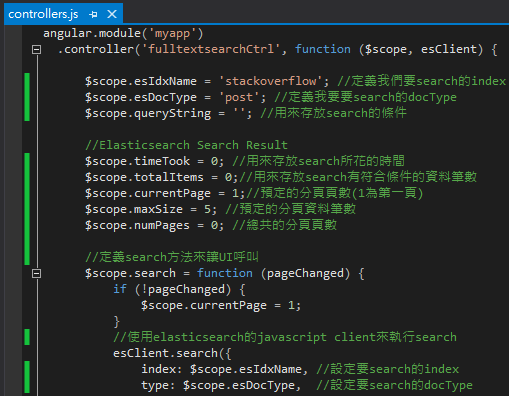 controllers.js
angular.module('myapp')
.controller('fulltextsearchCtrl', function ($scope, esClient) {
$scope.esIdxName = 'stackoverflow'; //定義我們要search的index
$scope.esDocType = 'post'; //定義我要要search的docType
$scope.queryString = ''; //用來存放search的條件
//Elasticsearch Search Result
$scope.timeTook = 0; //用來存放search所花的時間
$scope.totalItems = 0;//用來存放search有符合條件的資料筆數
$scope.currentPage = 1;//預定的分頁頁數(1為第一頁)
$scope.maxSize = 5; //預定的分頁資料筆數
$scope.numPages = 0; //總共的分頁頁數
//定義search方法來讓UI呼叫
$scope.search = function (pageChanged) {
if (!pageChanged) {
$scope.currentPage = 1;
}
//使用elasticsearch的javascript client來執行search
esClient.search({
index: $scope.esIdxName, //設定要search的index
type: $scope.esDocType, //設定要search的docType